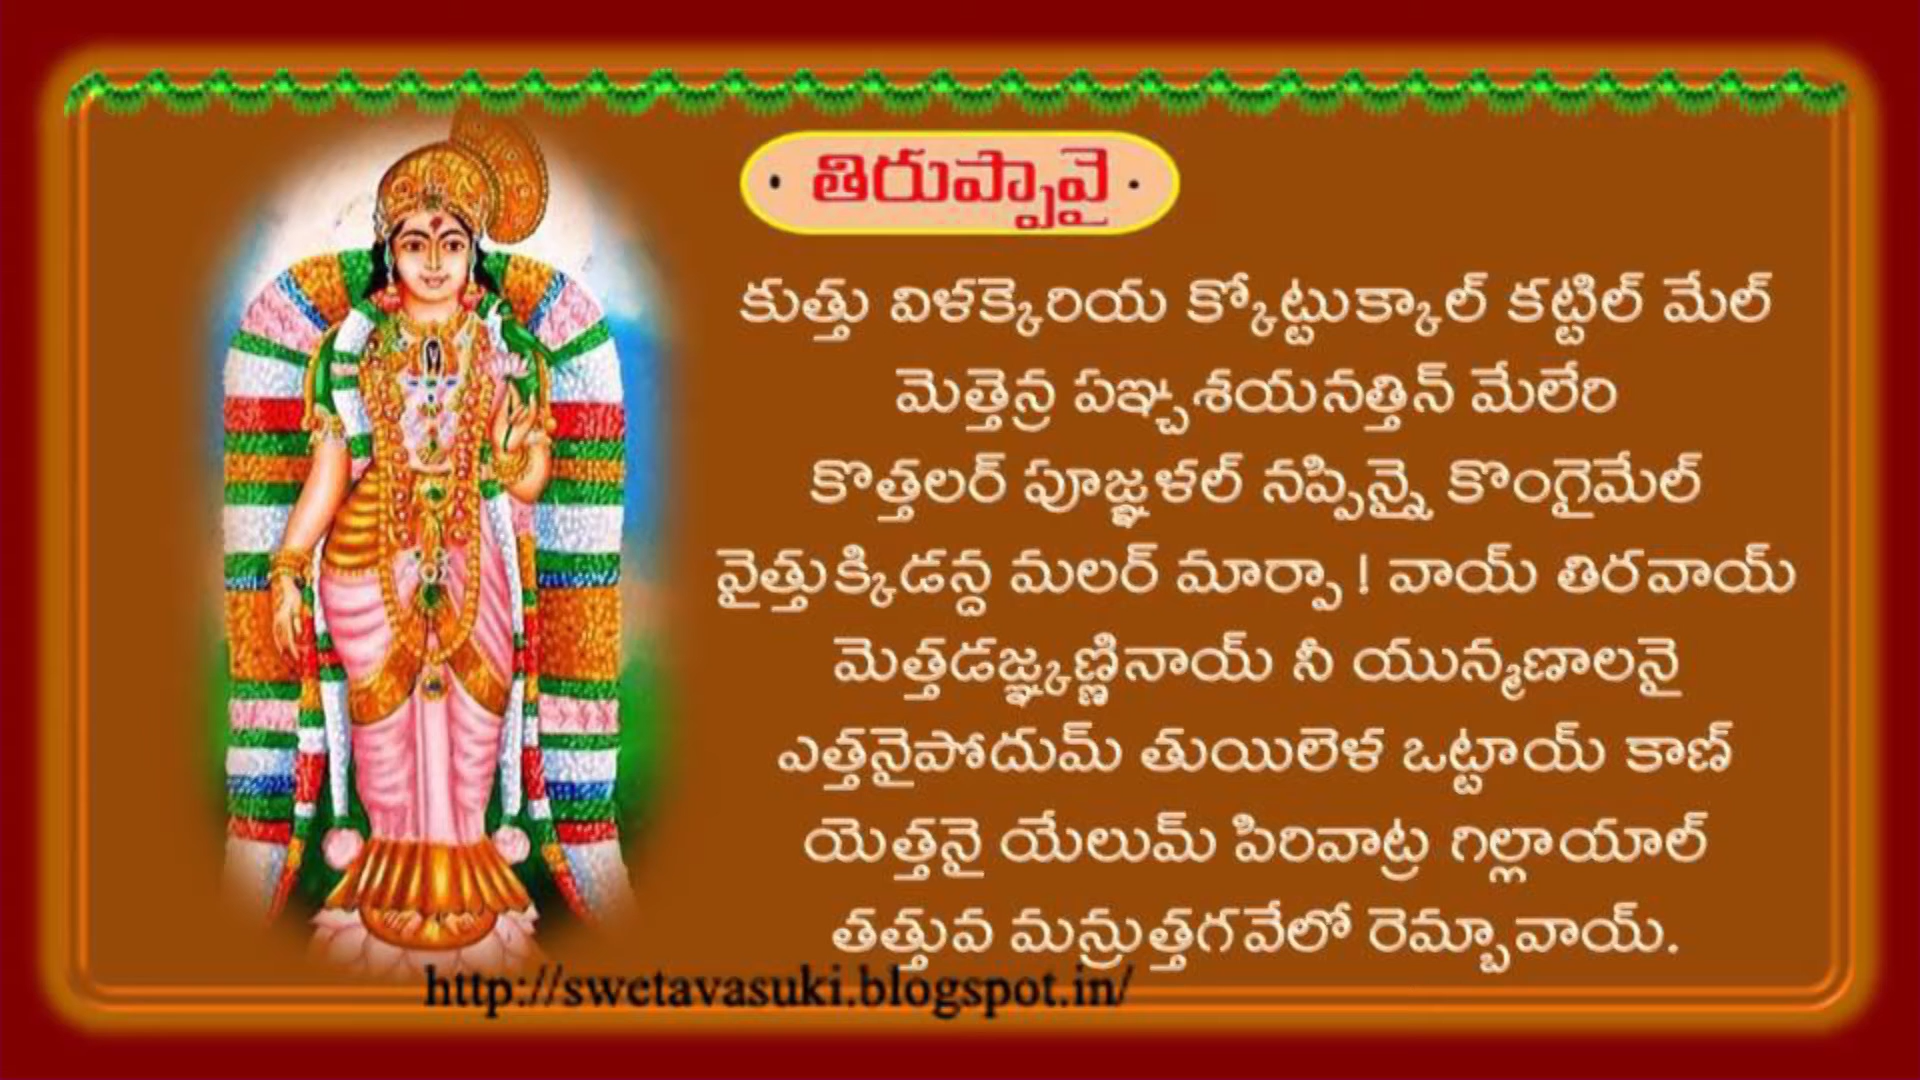 తిరుప్పావై
కుత్తు విళక్కెరియ క్కోట్టుక్కాల్ కట్టిల్ మేల్
మెత్తెన్ర పఞ్చశయనత్తిన్ మేలేరి
కొత్తలర్ పూఙ్ఞళల్ నప్పిన్నై కొంగైమేల్
వైత్తుక్కిడన్ద మలర్ మార్పా ! వాయ్ తిరవాయ్
మెత్తడఙ్కణ్ణినాయ్ నీ యున్మణాలనై
ఎత్తనైపోదుమ్ తుయిలెళ ఒట్టాయ్ కాణ్
యెత్తనై యేలుమ్ పిరివాట్ర గిల్లాయాల్
తత్తువ మన్రుత్తగవేలో రెమ్బావాయ్.
http://swetavasuki.blogspot.in/